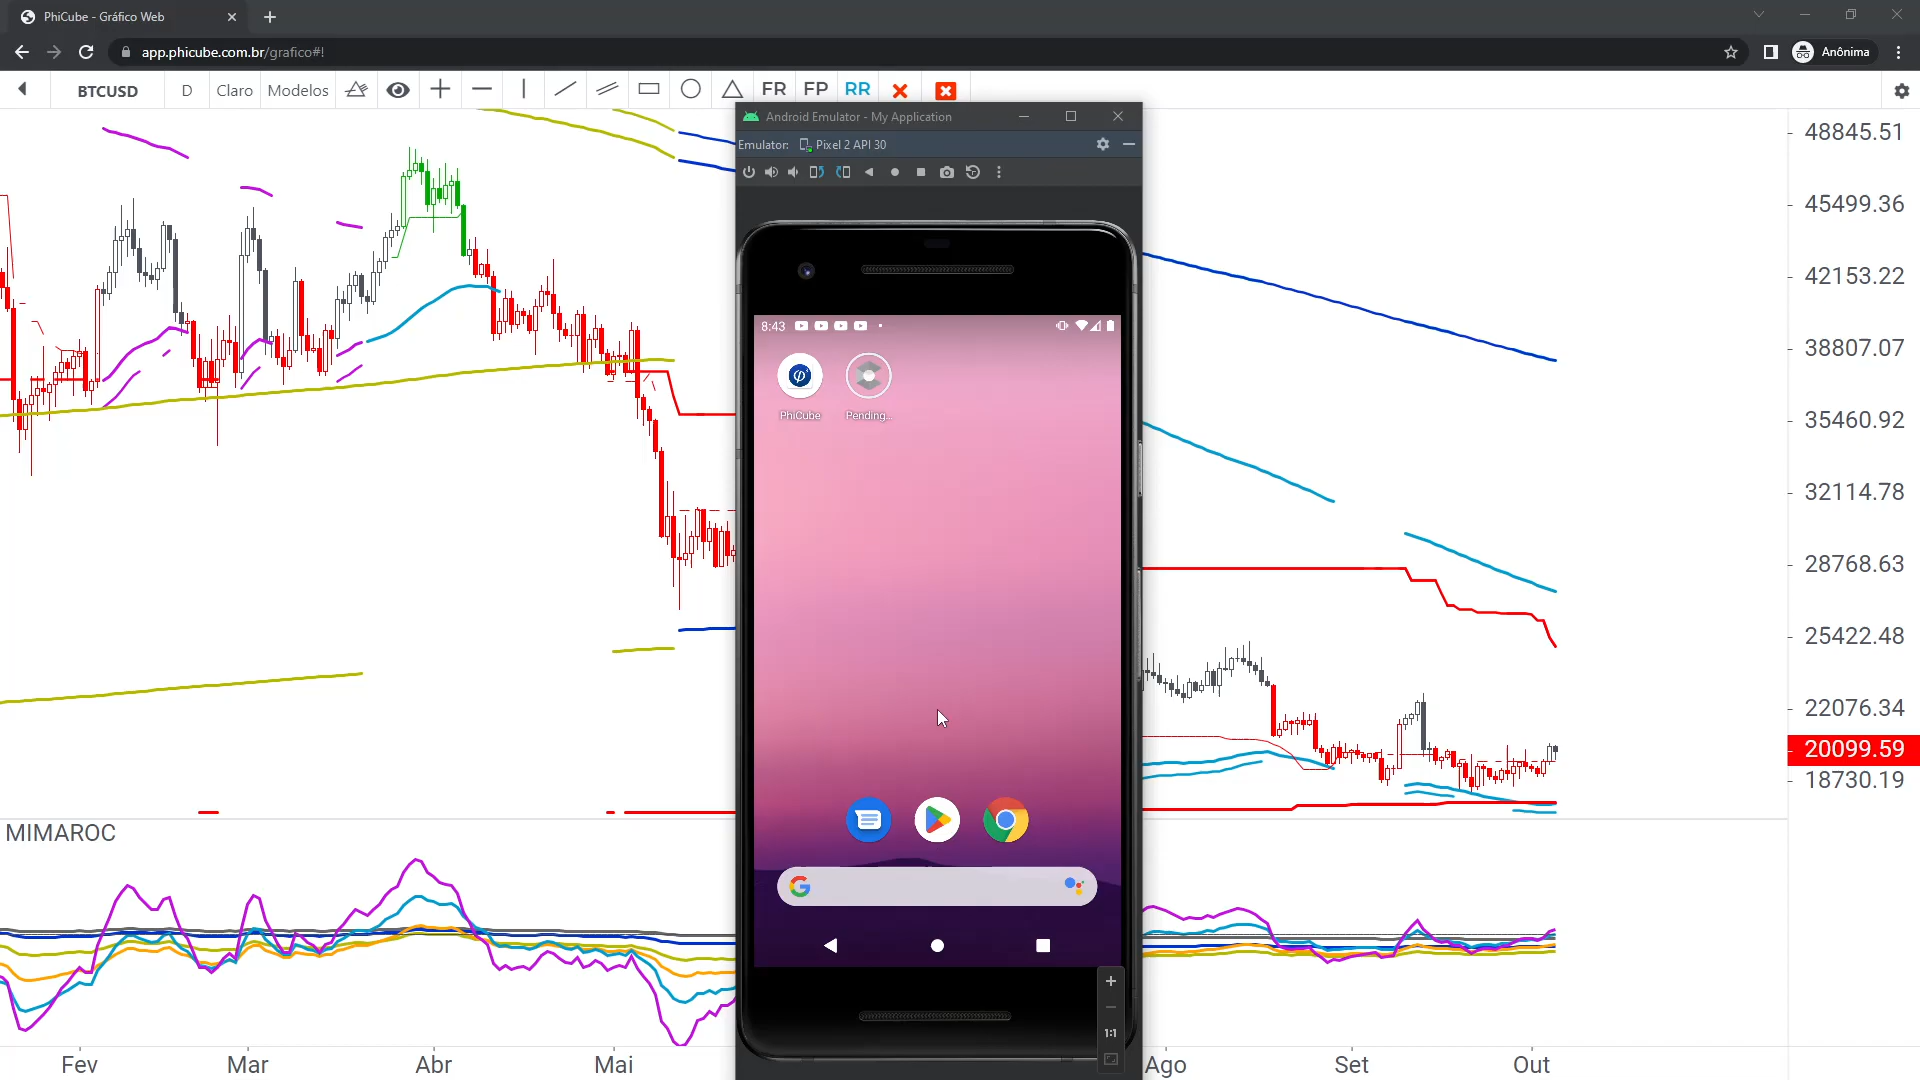 PhiCube - Gráfico Web
app.phicube.com.br/grafico#!
Anônima
BTCUSD D Claro Modelos FR FP RR
Android Emulator - My Application
Emulator: Pixel 2 API 30
8:43
PhiCube
Pending...
1:1
48845.51
45499.36
42153.22
38807.07
35460.92
32114.78
28768.63
25422.48
22076.34
20099.59
18730.19
MIMAROC
Fev Mar Abr Mai Ago Set Out